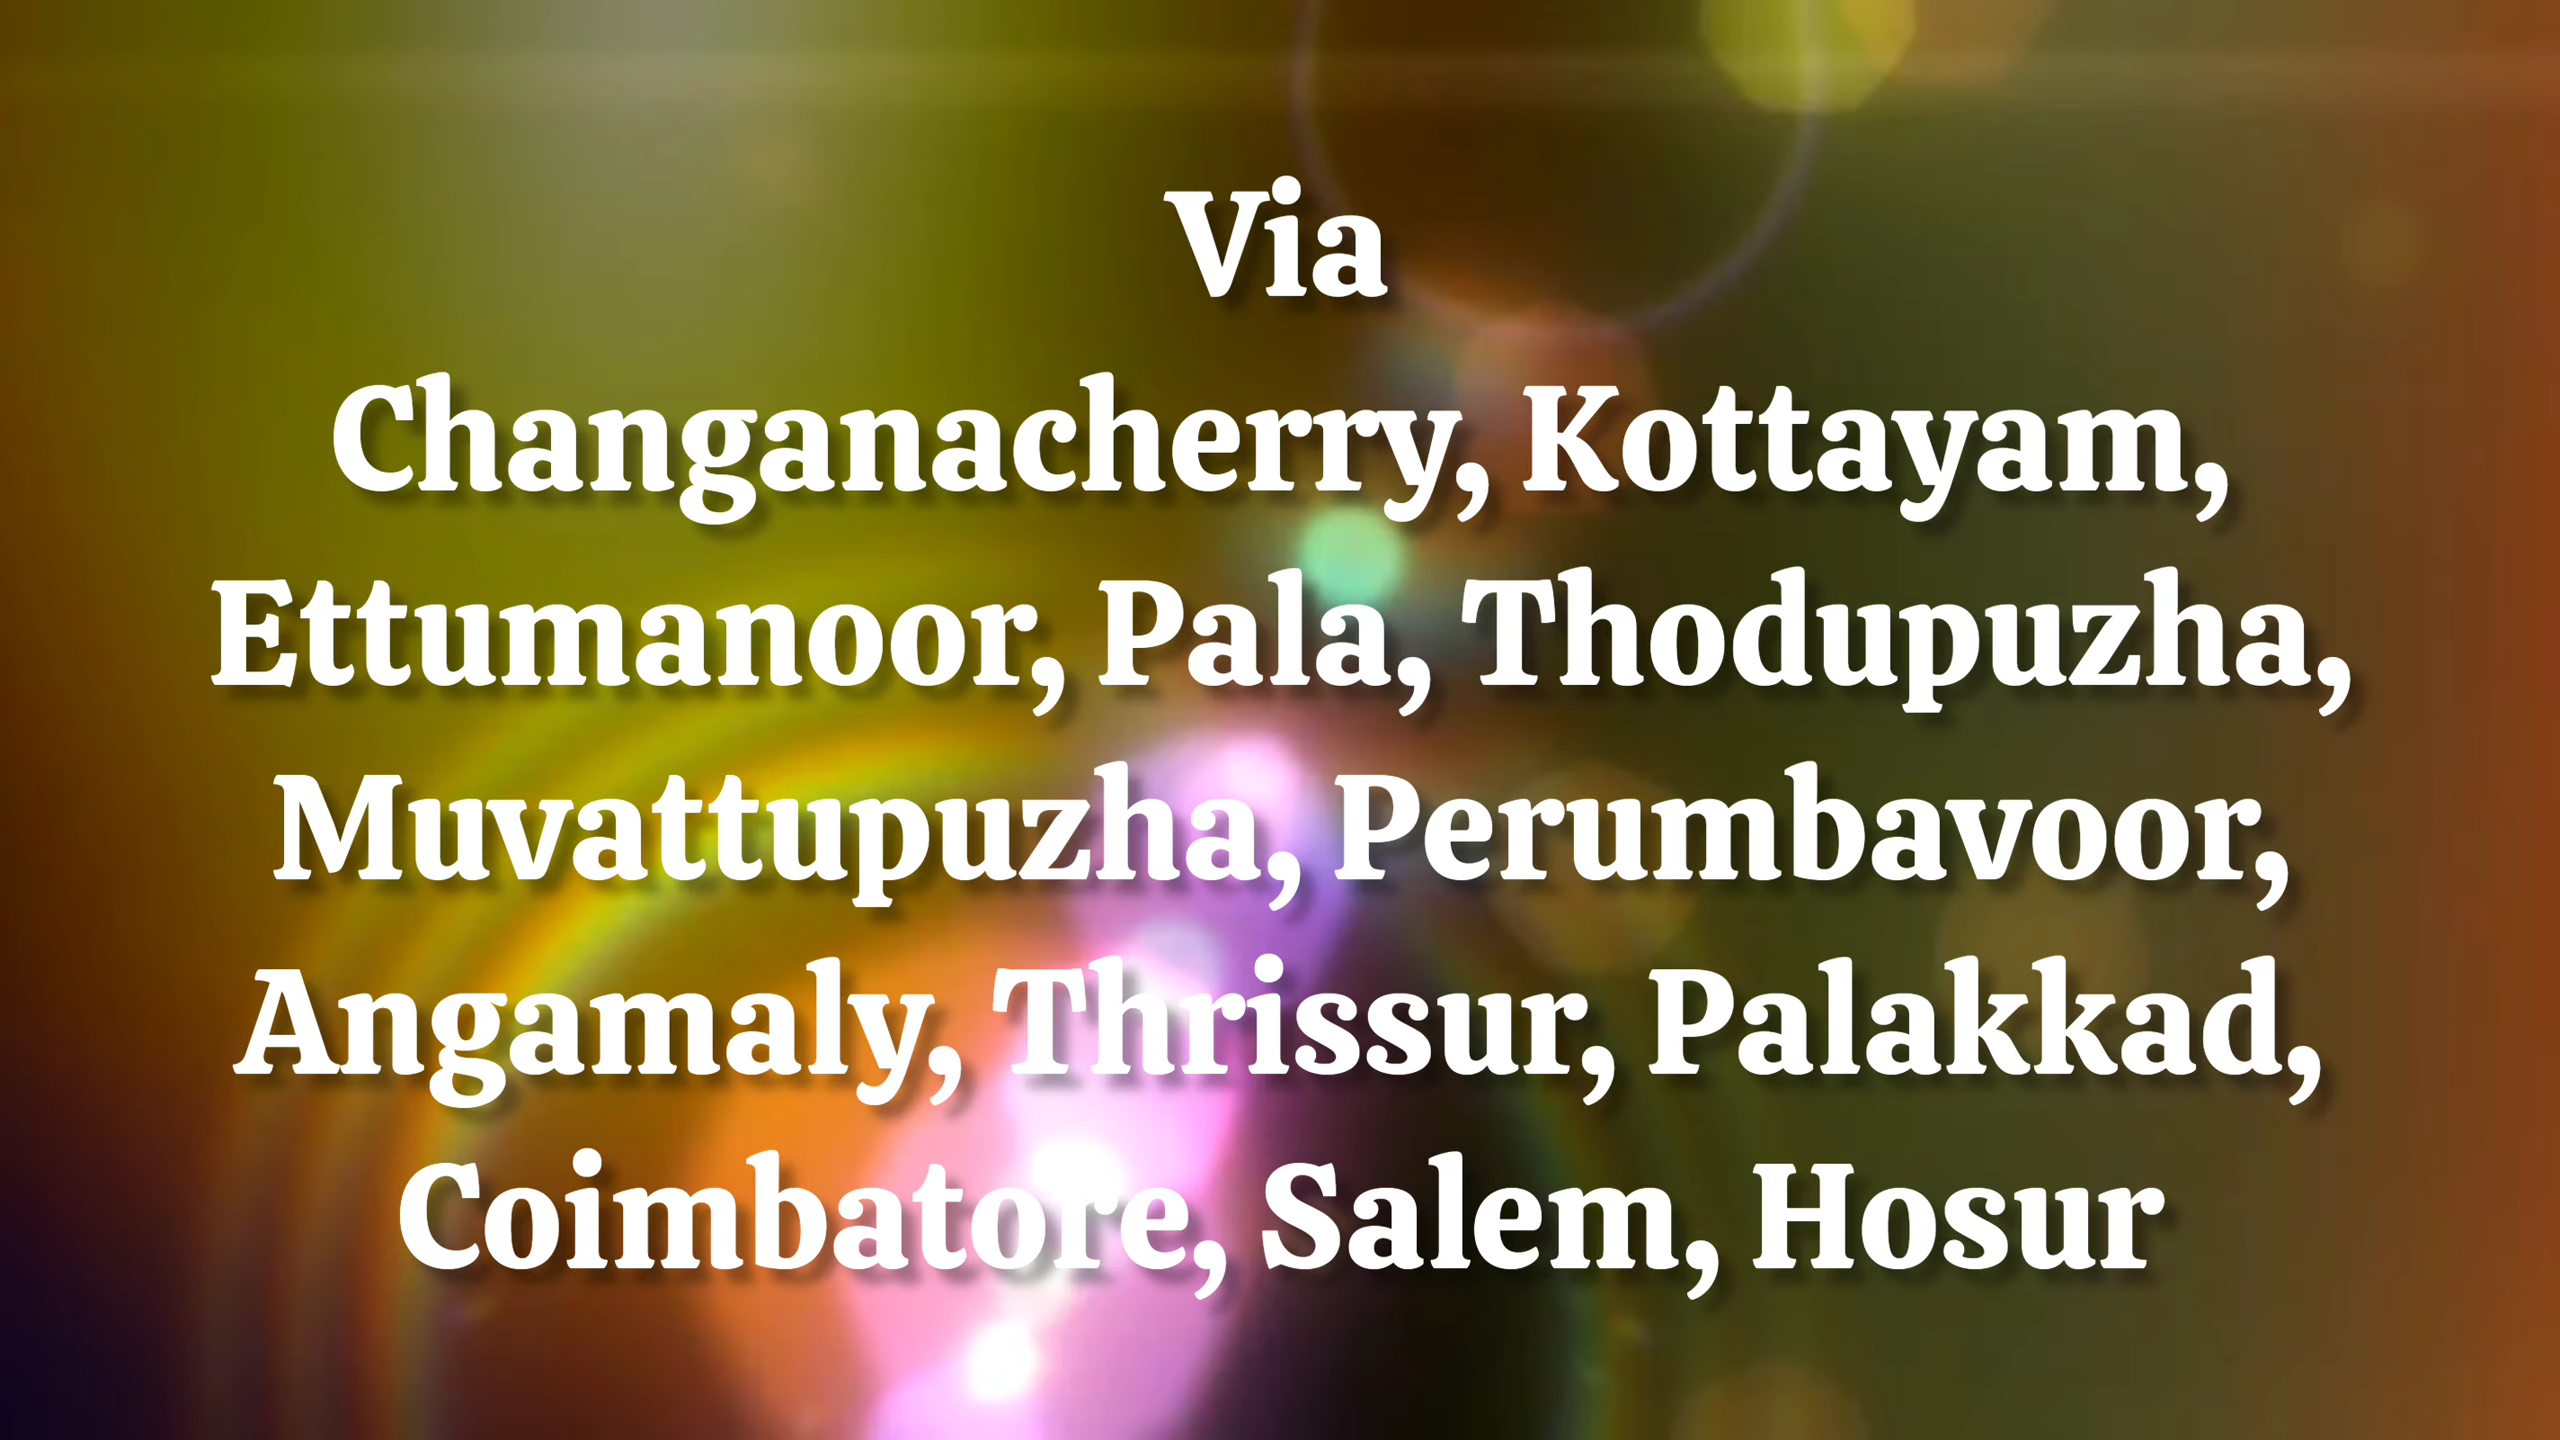 Via
Changanacherry, Kottayam,
Ettumanoor, Pala, Thodupuzha,
Muvattupuzha, Perumbavoor,
Angamaly, Thrissur, Palakkad,
Coimbatore, Salem, Hosur